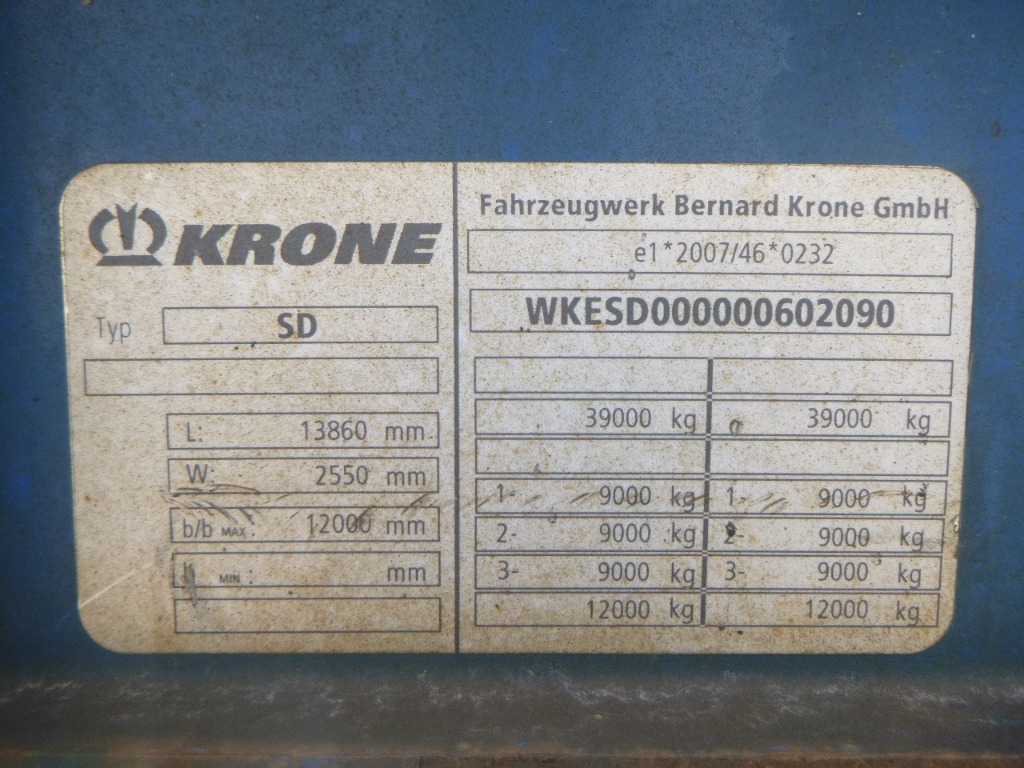 KRONE
Typ SD
L: 13860 mm
W: 2550 mm
b/b MAX: 12000 mm
MIN: mm
Fahrzeugwerk Bernard Krone GmbH
e1*2007/46*0232
WKESD000000602090
39000 kg 39000 kg
1- 9000 kg 1- 9000 kg
2- 9000 kg 2- 9000 kg
3- 9000 kg 3- 9000 kg
12000 kg 12000 kg